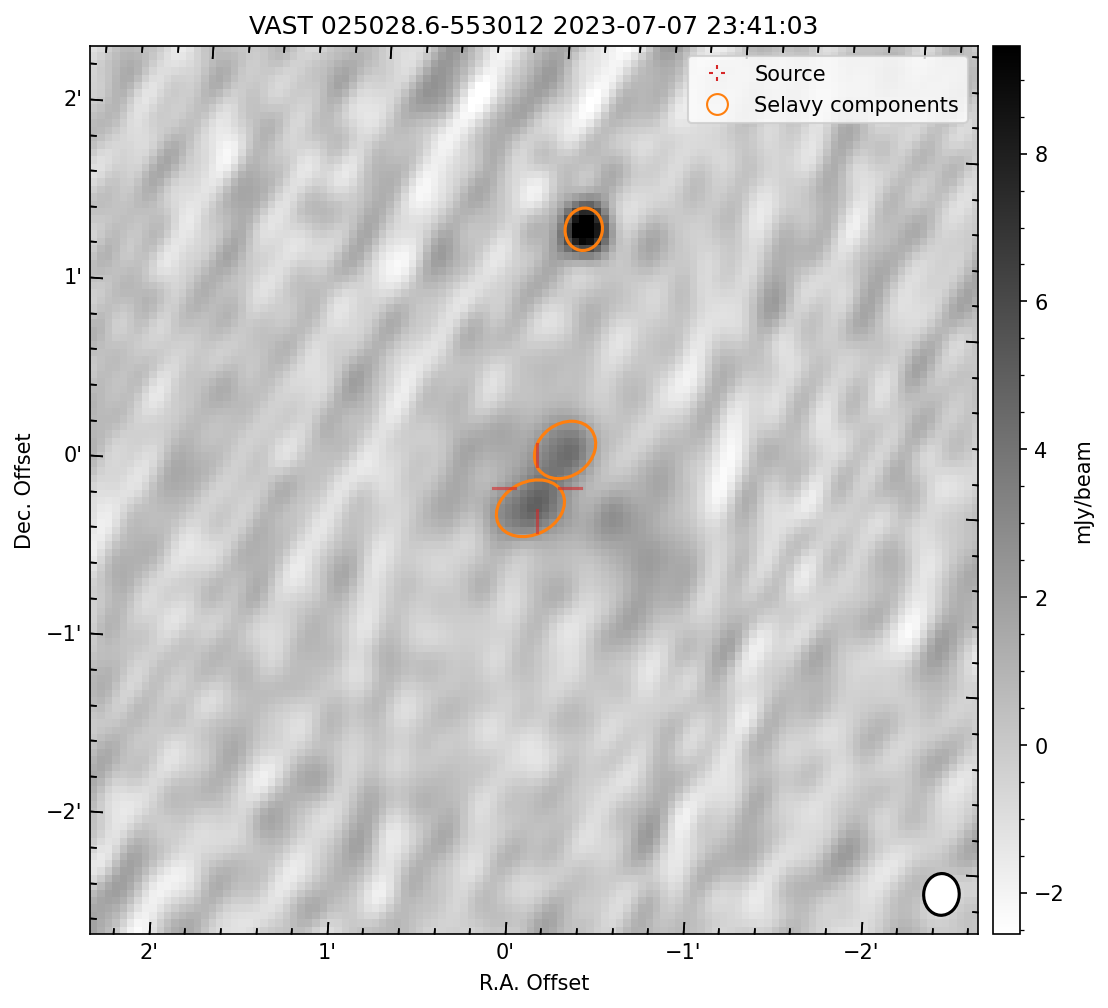 VAST 025028.6-553012 2023-07-07 23:41:03
Source
Selavy components
2'
1'
0'
−1'
−2'
Dec. Offset
2'
1'
0'
−1'
−2'
R.A. Offset
8
6
4
2
0
−2
mJy/beam